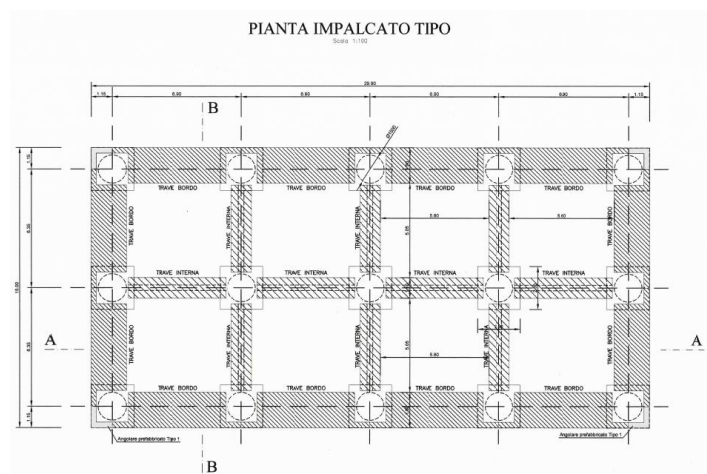 PIANTA IMPALCATO TIPO
Scala 1:100
29.90
1.15 6.90 6.90 6.90 6.90 1.15
B
Ø1500
1.15
TRAVE BORDO TRAVE BORDO TRAVE BORDO TRAVE BORDO
TRAVE BORDO TRAVE INTERNA TRAVE INTERNA TRAVE INTERNA TRAVE BORDO
6.35
5.60 5.60
5.05
15.00
TRAVE INTERNA TRAVE INTERNA TRAVE INTERNA TRAVE INTERNA
A A
TRAVE BORDO TRAVE INTERNA TRAVE INTERNA TRAVE INTERNA TRAVE BORDO
6.35
5.60
5.05
TRAVE BORDO TRAVE BORDO TRAVE BORDO TRAVE BORDO
1.15
Angolare prefabbricato Tipo 1 Angolare prefabbricato Tipo 1
B